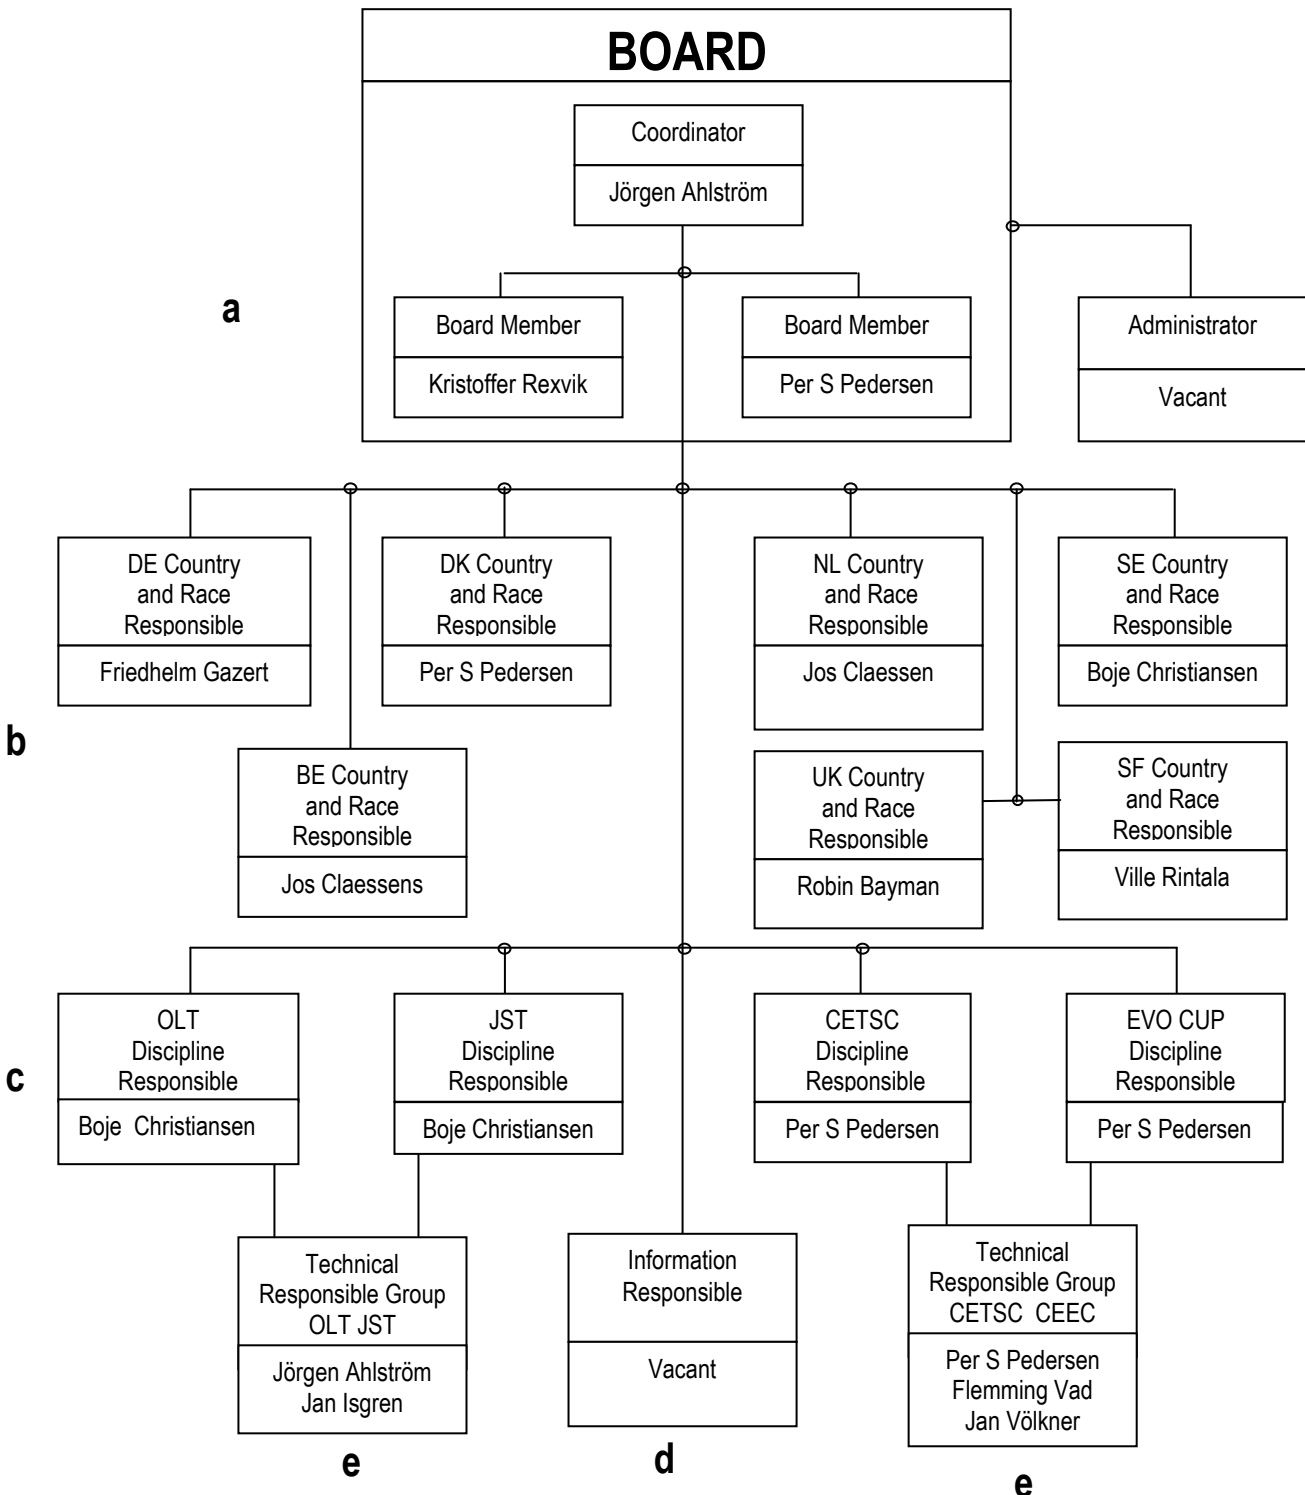 BOARD
Coordinator
Jörgen Ahlström
a
Board Member
Kristoffer Rexvik
Board Member
Per S Pedersen
Administrator
Vacant
DE Country
and Race
Responsible
Friedhelm Gazert
DK Country
and Race
Responsible
Per S Pedersen
NL Country
and Race
Responsible
Jos Claessen
SE Country
and Race
Responsible
Boje Christiansen
b
BE Country
and Race
Responsible
Jos Claessens
UK Country
and Race
Responsible
Robin Bayman
SF Country
and Race
Responsible
Ville Rintala
c
OLT
Discipline
Responsible
Boje Christiansen
JST
Discipline
Responsible
Boje Christiansen
CETSC
Discipline
Responsible
Per S Pedersen
EVO CUP
Discipline
Responsible
Per S Pedersen
Technical
Responsible Group
OLT JST
Jörgen Ahlström
Jan Isgren
e
Information
Responsible
Vacant
d
Technical
Responsible Group
CETSC CEEC
Per S Pedersen
Flemming Vad
Jan Völkner
e